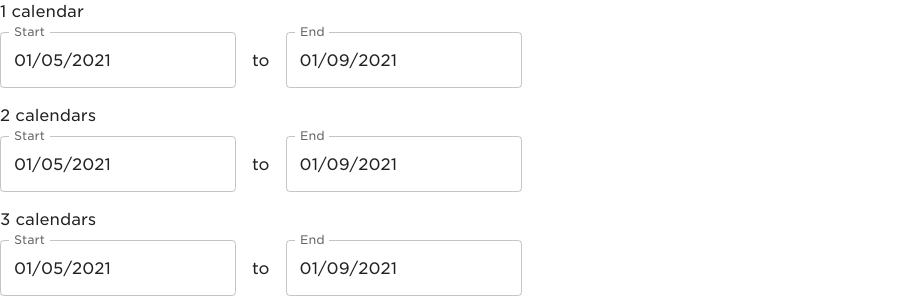 1 calendar
Start End
01/05/2021 to 01/09/2021
2 calendars
Start End
01/05/2021 to 01/09/2021
3 calendars
Start End
01/05/2021 to 01/09/2021